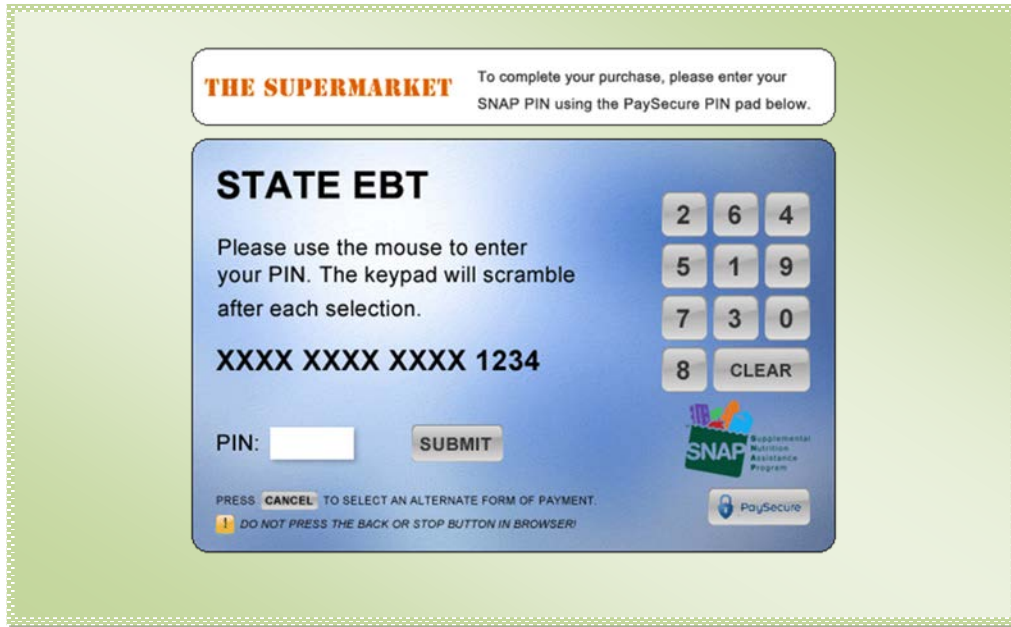 THE SUPERMARKET
To complete your purchase, please enter your
SNAP PIN using the PaySecure PIN pad below.
STATE EBT
Please use the mouse to enter
your PIN. The keypad will scramble
after each selection.
XXXX XXXX XXXX 1234
PIN:
SUBMIT
PRESS CANCEL TO SELECT AN ALTERNATE FORM OF PAYMENT.
! DO NOT PRESS THE BACK OR STOP BUTTON IN BROWSER!
2 6 4
5 1 9
7 3 0
8 CLEAR
SNAP
Supplemental
Nutrition
Assistance
Program
PaySecure